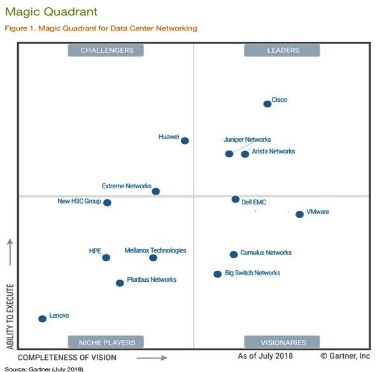 Magic Quadrant
Figure 1. Magic Quadrant for Data Center Networking
CHALLENGERS
LEADERS
Cisco
Huawei
Juniper Networks
Arista Networks
Extreme Networks
New H3C Group
Dell EMC
VMware
HPE
Mellanox Technologies
Cumulus Networks
Pluribus Networks
Big Switch Networks
Lenovo
ABILITY TO EXECUTE
NICHE PLAYERS
VISIONARIES
COMPLETENESS OF VISION
As of July 2018
© Gartner, Inc
Source: Gartner (July 2018)